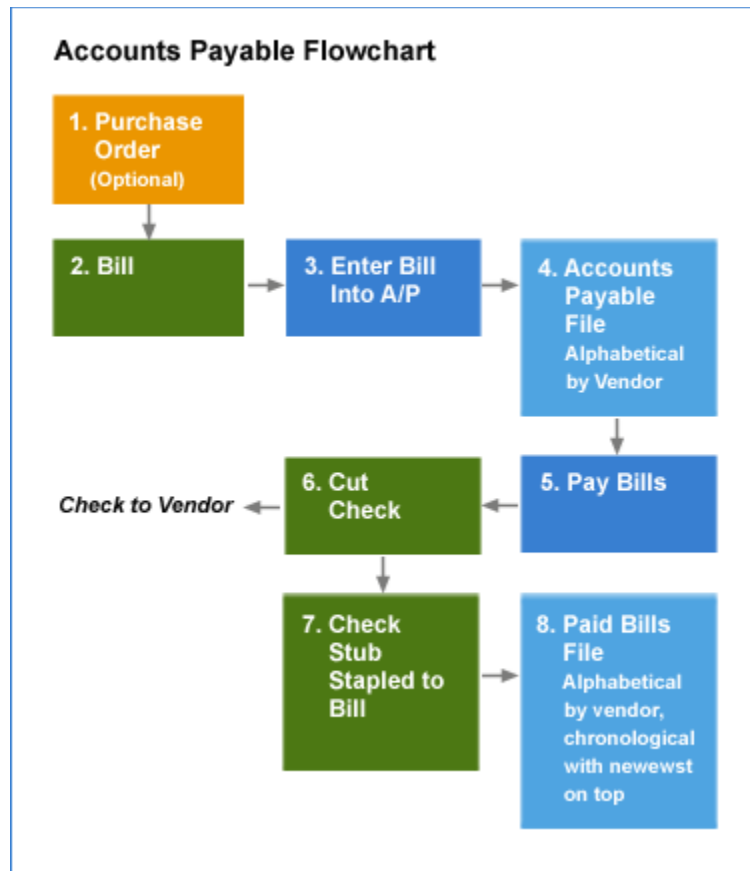 Accounts Payable Flowchart
1. Purchase
Order
(Optional)
2. Bill
3. Enter Bill
Into A/P
4. Accounts
Payable
File
Alphabetical
by Vendor
5. Pay Bills
6. Cut
Check
Check to Vendor
7. Check
Stub
Stapled to
Bill
8. Paid Bills
File
Alphabetical
by vendor,
chronological
with newewst
on top